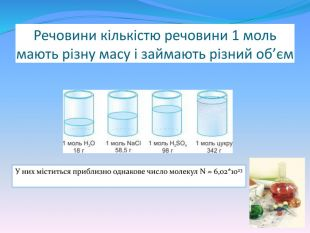 Речовини кількістю речовини 1 моль
мають різну масу і займають різний об’єм
1 моль H₂O 1 моль NaCl 1 моль H₂SO₄ 1 моль цукру
18 г 58,5 г 98 г 342 г
У них міститься приблизно однакове число молекул N = 6,02*10²³